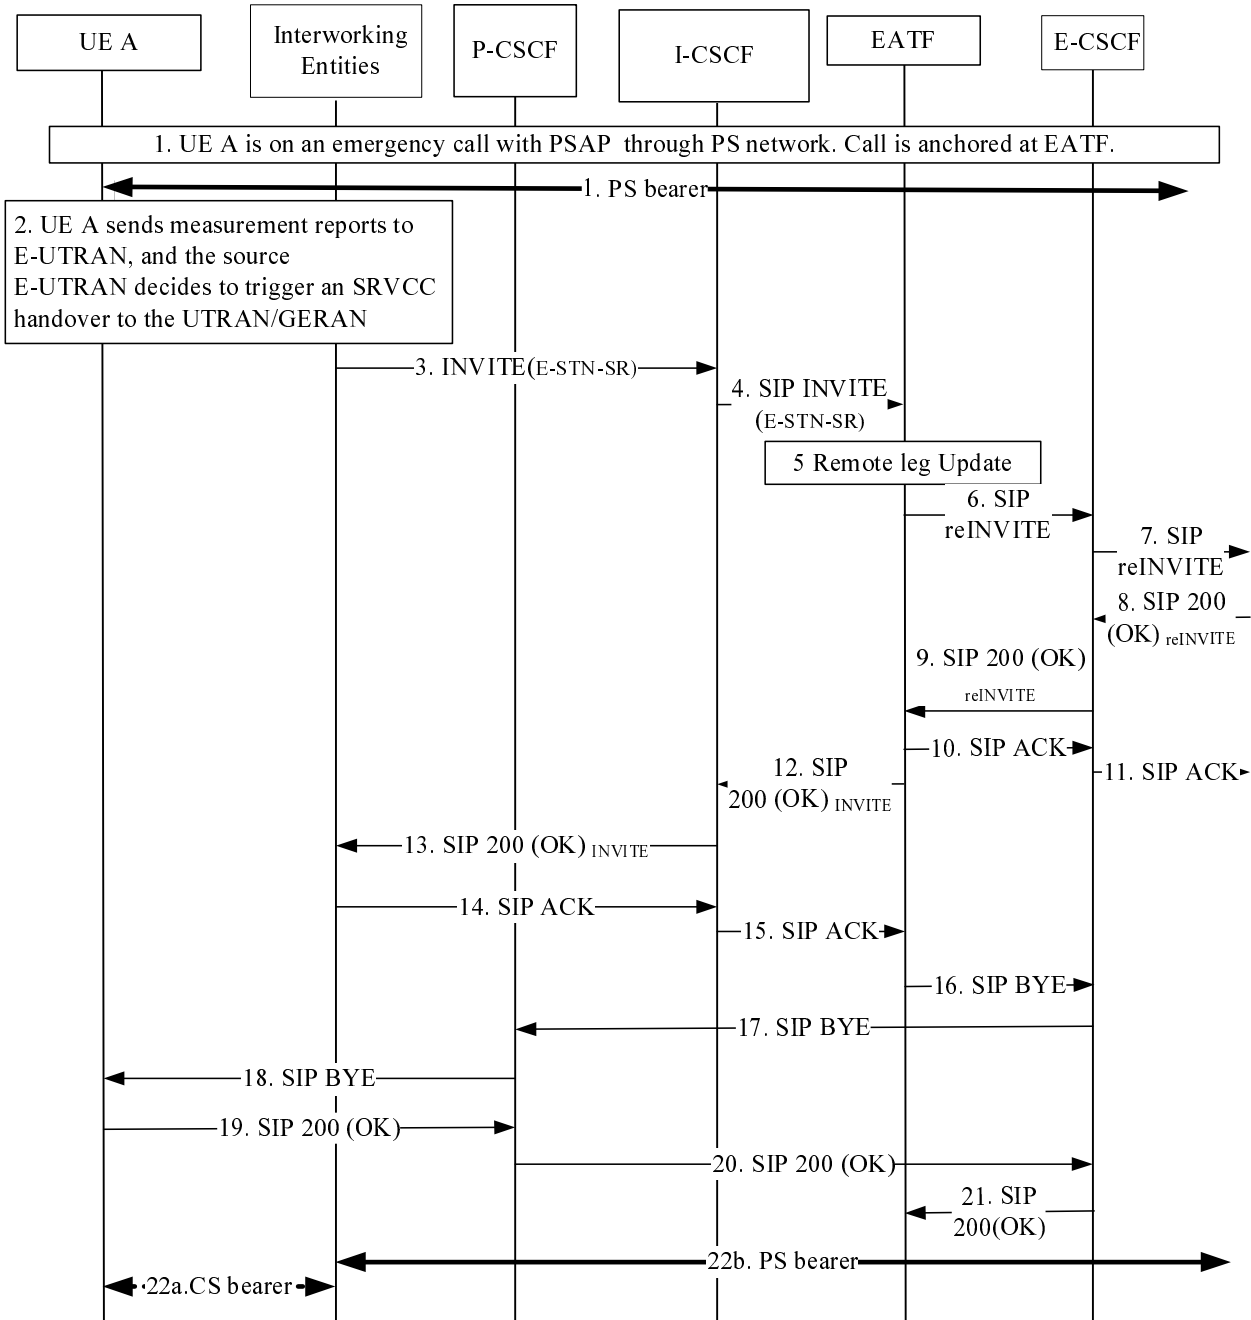 UE A
Interworking
Entities
P-CSCF
I-CSCF
EATF
E-CSCF
1. UE A is on an emergency call with PSAP through PS network. Call is anchored at EATF.
1. PS bearer
2. UE A sends measurement reports to
E-UTRAN, and the source
E-UTRAN decides to trigger an SRVCC
handover to the UTRAN/GERAN
3. INVITE(E-STN-SR)
4. SIP INVITE
(E-STN-SR)
5 Remote leg Update
6. SIP
reINVITE
7. SIP
reINVITE
8. SIP 200
(OK) reINVITE
9. SIP 200 (OK)
reINVITE
10. SIP ACK
11. SIP ACK
12. SIP
200 (OK) INVITE
13. SIP 200 (OK) INVITE
14. SIP ACK
15. SIP ACK
16. SIP BYE
17. SIP BYE
18. SIP BYE
19. SIP 200 (OK)
20. SIP 200 (OK)
21. SIP
200(OK)
22b. PS bearer
22a.CS bearer